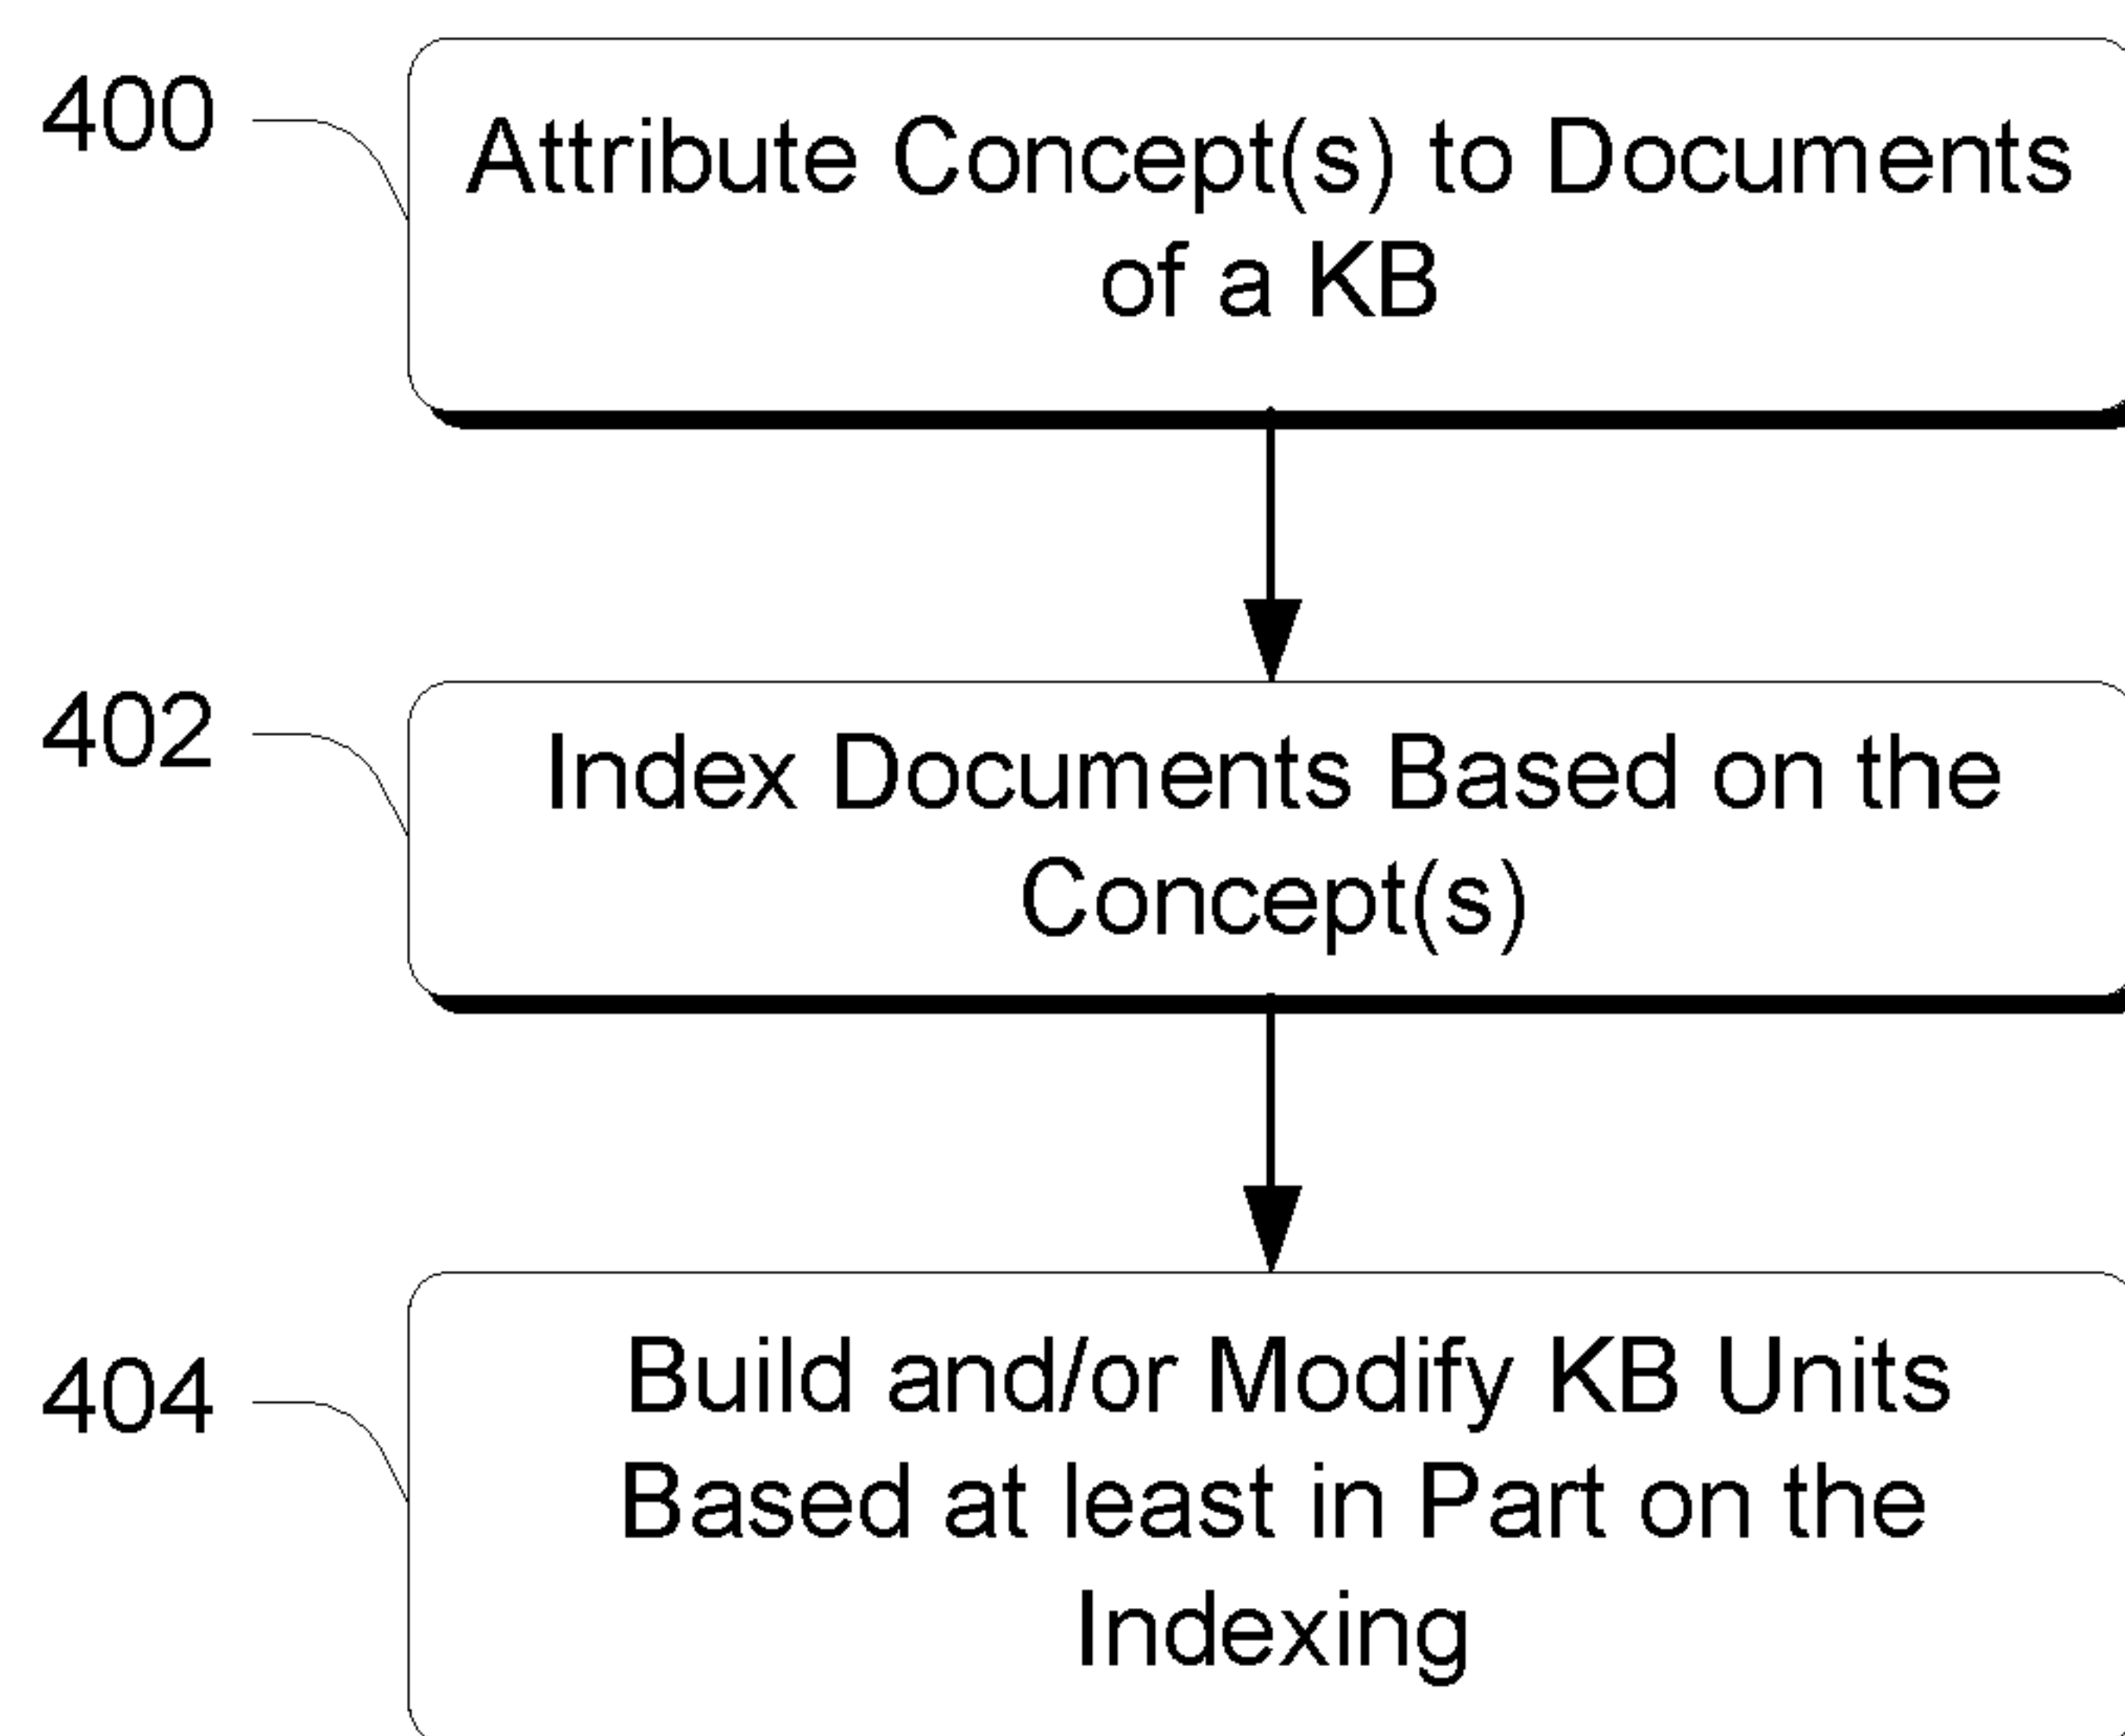 400
Attribute Concept(s) to Documents
of a KB
402
Index Documents Based on the
Concept(s)
404
Build and/or Modify KB Units
Based at least in Part on the
Indexing